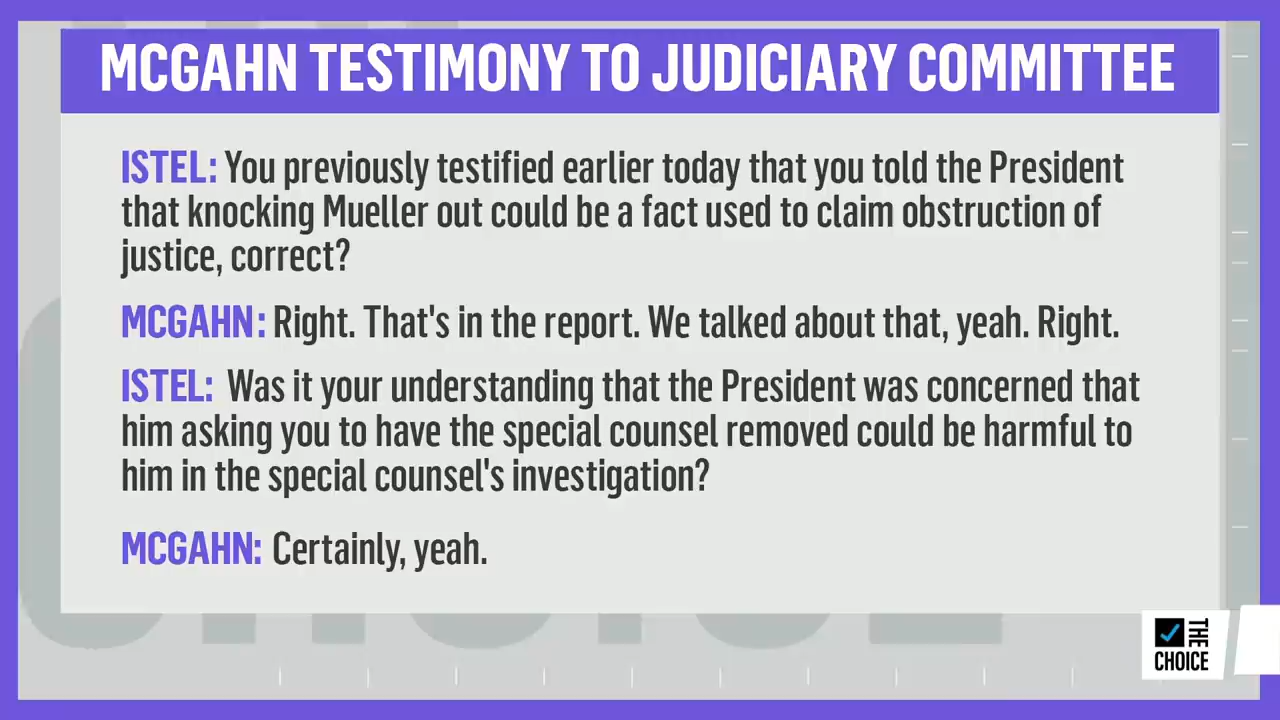 MCGAHN TESTIMONY TO JUDICIARY COMMITTEE
ISTEL: You previously testified earlier today that you told the President
that knocking Mueller out could be a fact used to claim obstruction of
justice, correct?
MCGAHN: Right. That's in the report. We talked about that, yeah. Right.
ISTEL: Was it your understanding that the President was concerned that
him asking you to have the special counsel removed could be harmful to
him in the special counsel's investigation?
MCGAHN: Certainly, yeah.
THE
CHOICE